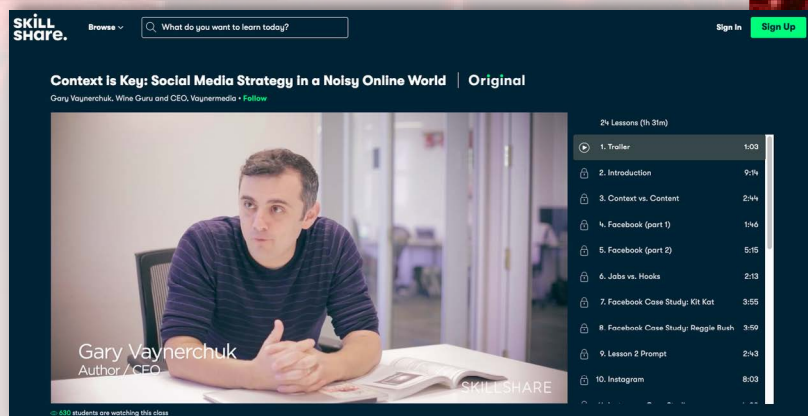 SKILL
SHare.
Browse
What do you want to learn today?
Sign In
Sign Up
Context is Key: Social Media Strategy in a Noisy Online World | Original
Gary Vaynerchuk, Wine Guru and CEO, Vaynermedia • Follow
Gary Vaynerchuk
Author / CEO
SKILLSHARE
24 Lessons (1h 31m)
1. Trailer 1:03
2. Introduction 9:14
3. Context vs. Content 2:44
4. Facebook (part 1) 1:46
5. Facebook (part 2) 5:15
6. Jabs vs. Hooks 2:13
7. Facebook Case Study: Kit Kat 3:55
8. Facebook Case Study: Reggie Bush 3:59
9. Lesson 2 Prompt 2:43
10. Instagram 8:03
630 students are watching this class